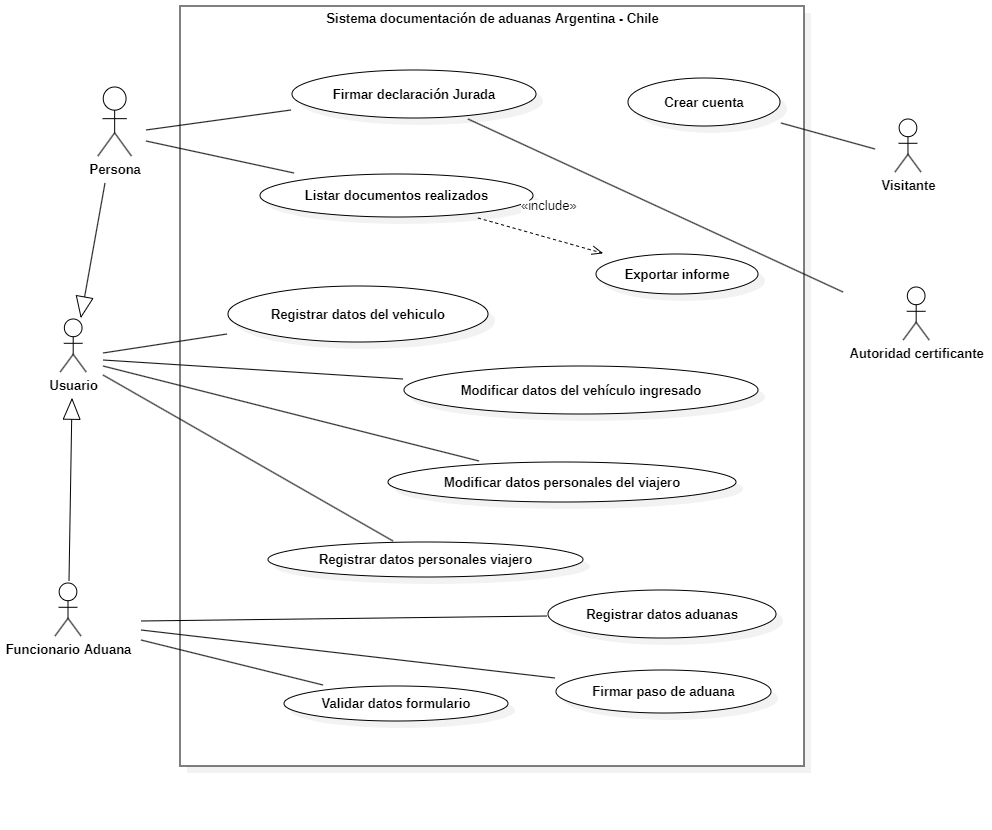 Sistema documentación de aduanas Argentina - Chile
Firmar declaración Jurada
Crear cuenta
Persona
Visitante
Listar documentos realizados
«include»
Exportar informe
Registrar datos del vehiculo
Autoridad certificante
Usuario
Modificar datos del vehículo ingresado
Modificar datos personales del viajero
Registrar datos personales viajero
Registrar datos aduanas
Funcionario Aduana
Firmar paso de aduana
Validar datos formulario